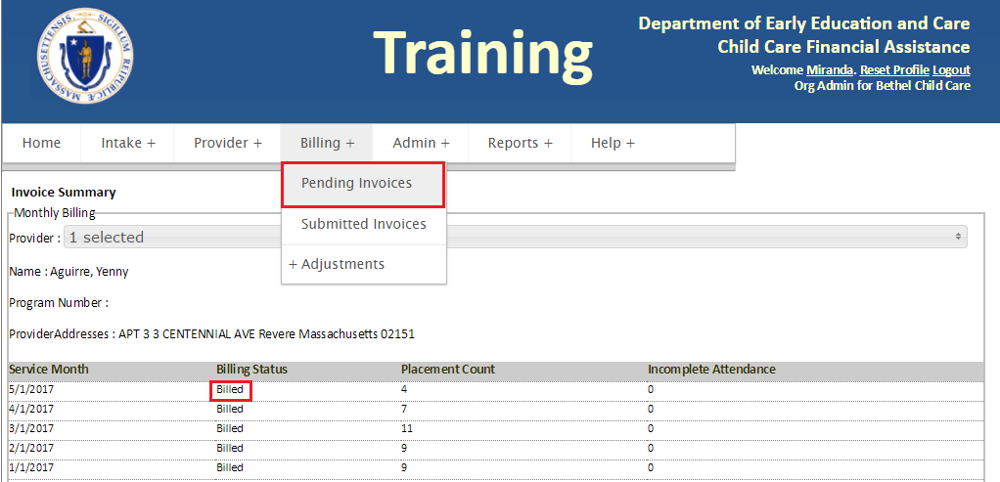 Department of Early Education and Care
Training
Child Care Financial Assistance
Welcome Miranda. Reset Profile Logout
Org Admin for Bethel Child Care
Home Intake + Provider + Billing + Admin + Reports + Help +
Pending Invoices
Submitted Invoices
+ Adjustments
Invoice Summary
Monthly Billing
Provider : 1 selected
Name : Aguirre, Yenny
Program Number :
ProviderAddresses : APT 3 3 CENTENNIAL AVE Revere Massachusetts 02151
Service Month Billing Status Placement Count Incomplete Attendance
5/1/2017 Billed 4 0
4/1/2017 Billed 7 0
3/1/2017 Billed 11 0
2/1/2017 Billed 9 0
1/1/2017 Billed 9 0